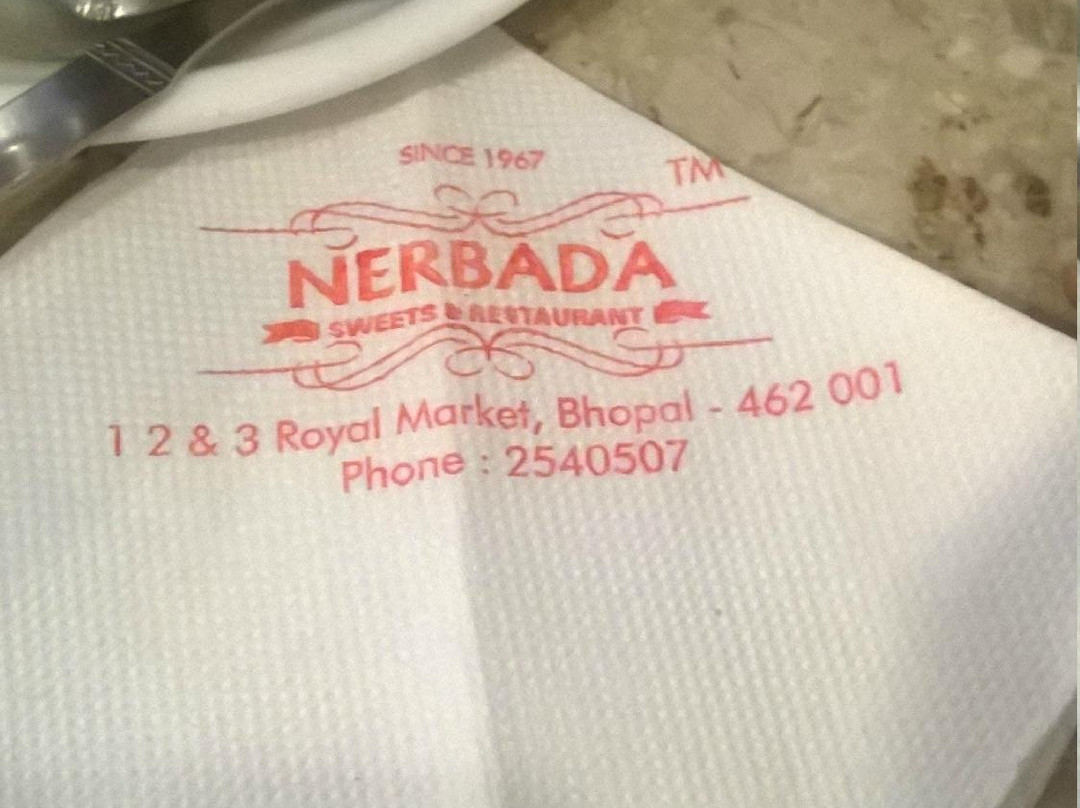 SINCE 1967
TM
NERBADA
SWEETS & RESTAURANT
1 2 & 3 Royal Market, Bhopal - 462 001
Phone : 2540507